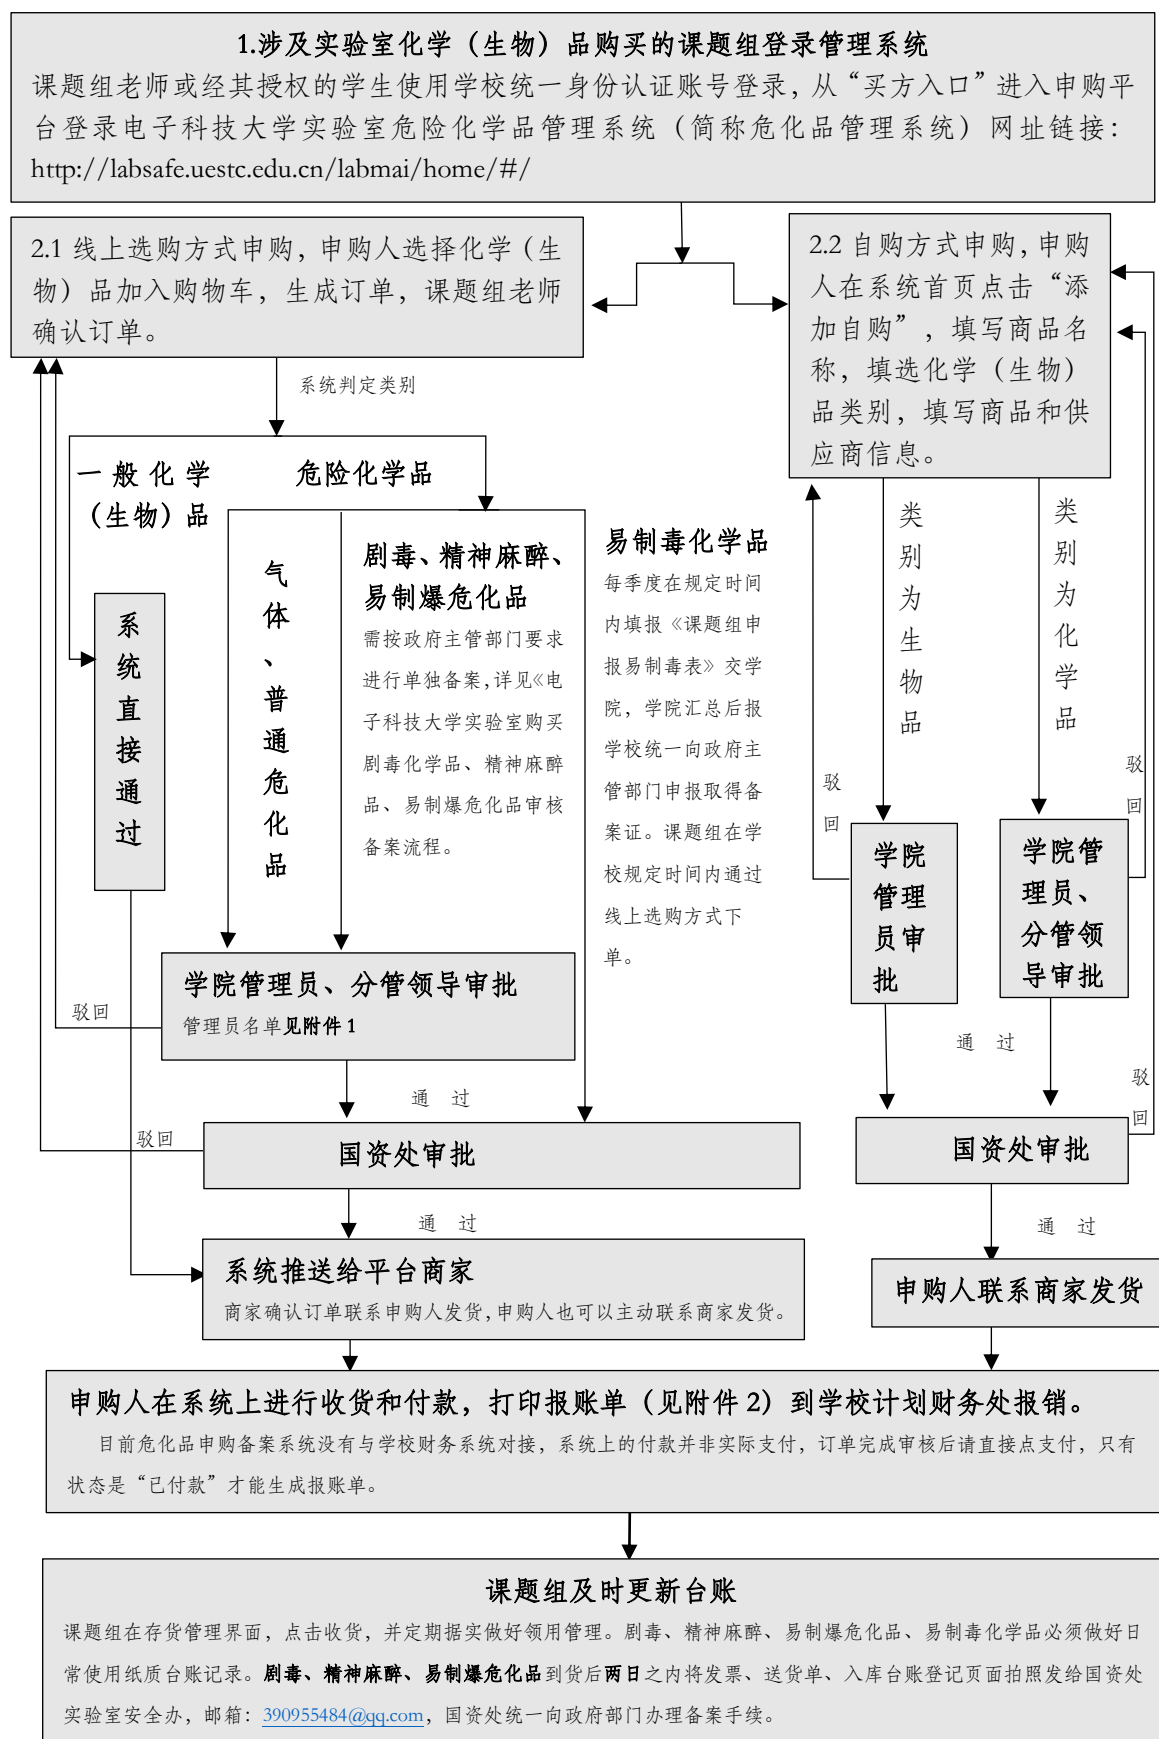 1.涉及实验室化学（生物）品购买的课题组登录管理系统
课题组老师或经其授权的学生使用学校统一身份认证账号登录，从“买方入口”进入申购平
台登录电子科技大学实验室危险化学品管理系统（简称危化品管理系统）网址链接：
http://labsafe.uestc.edu.cn/labmai/home/#/
2.1 线上选购方式申购，申购人选择化学（生
物）品加入购物车，生成订单，课题组老师
确认订单。
2.2 自购方式申购，申购
人在系统首页点击“添
加自购”，填写商品名
称，填选化学（生物）
品类别，填写商品和供
应商信息。
系统判定类别
一般化学
（生物）品
危险化学品
系统直接通过
气体、普通危化品
剧毒、精神麻醉、
易制爆危化品
需按政府主管部门要求
进行单独备案，详见《电
子科技大学实验室购买
剧毒化学品、精神麻醉
品、易制爆危化品审核
备案流程。
易制毒化学品
每季度在规定时间
内填报《课题组申
报易制毒表》交学
院，学院汇总后报
学校统一向政府主
管部门申报取得备
案证。课题组在学
校规定时间内通过
线上选购方式下
单。
类别为生物品
类别为化学品
驳回
驳回
学院
管理
员审
批
学院管
理员、
分管领
导审批
学院管理员、分管领导审批
管理员名单见附件 1
驳回
通 过
通 过
驳回
驳回
国资处审批
国资处审批
通 过
通 过
系统推送给平台商家
商家确认订单联系申购人发货，申购人也可以主动联系商家发货。
申购人联系商家发货
申购人在系统上进行收货和付款，打印报账单（见附件 2）到学校计划财务处报销。
目前危化品申购备案系统没有与学校财务系统对接，系统上的付款并非实际支付，订单完成审核后请直接点支付，只有
状态是“已付款”才能生成报账单。
课题组及时更新台账
课题组在存货管理界面，点击收货，并定期据实做好领用管理。剧毒、精神麻醉、易制爆危化品、易制毒化学品必须做好日
常使用纸质台账记录。剧毒、精神麻醉、易制爆危化品到货后两日之内将发票、送货单、入库台账登记页面拍照发给国资处
实验室安全办，邮箱：390955484@qq.com，国资处统一向政府部门办理备案手续。